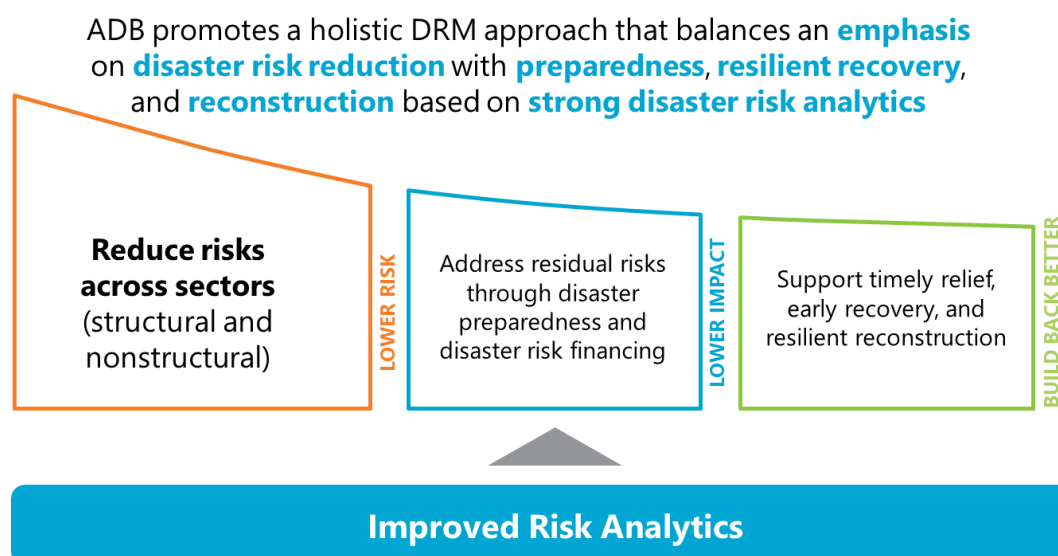 ADB promotes a holistic DRM approach that balances an emphasis
on disaster risk reduction with preparedness, resilient recovery,
and reconstruction based on strong disaster risk analytics
Reduce risks
across sectors
(structural and
nonstructural)
LOWER RISK
Address residual risks
through disaster
preparedness and
disaster risk financing
LOWER IMPACT
Support timely relief,
early recovery, and
resilient reconstruction
BUILD BACK BETTER
Improved Risk Analytics